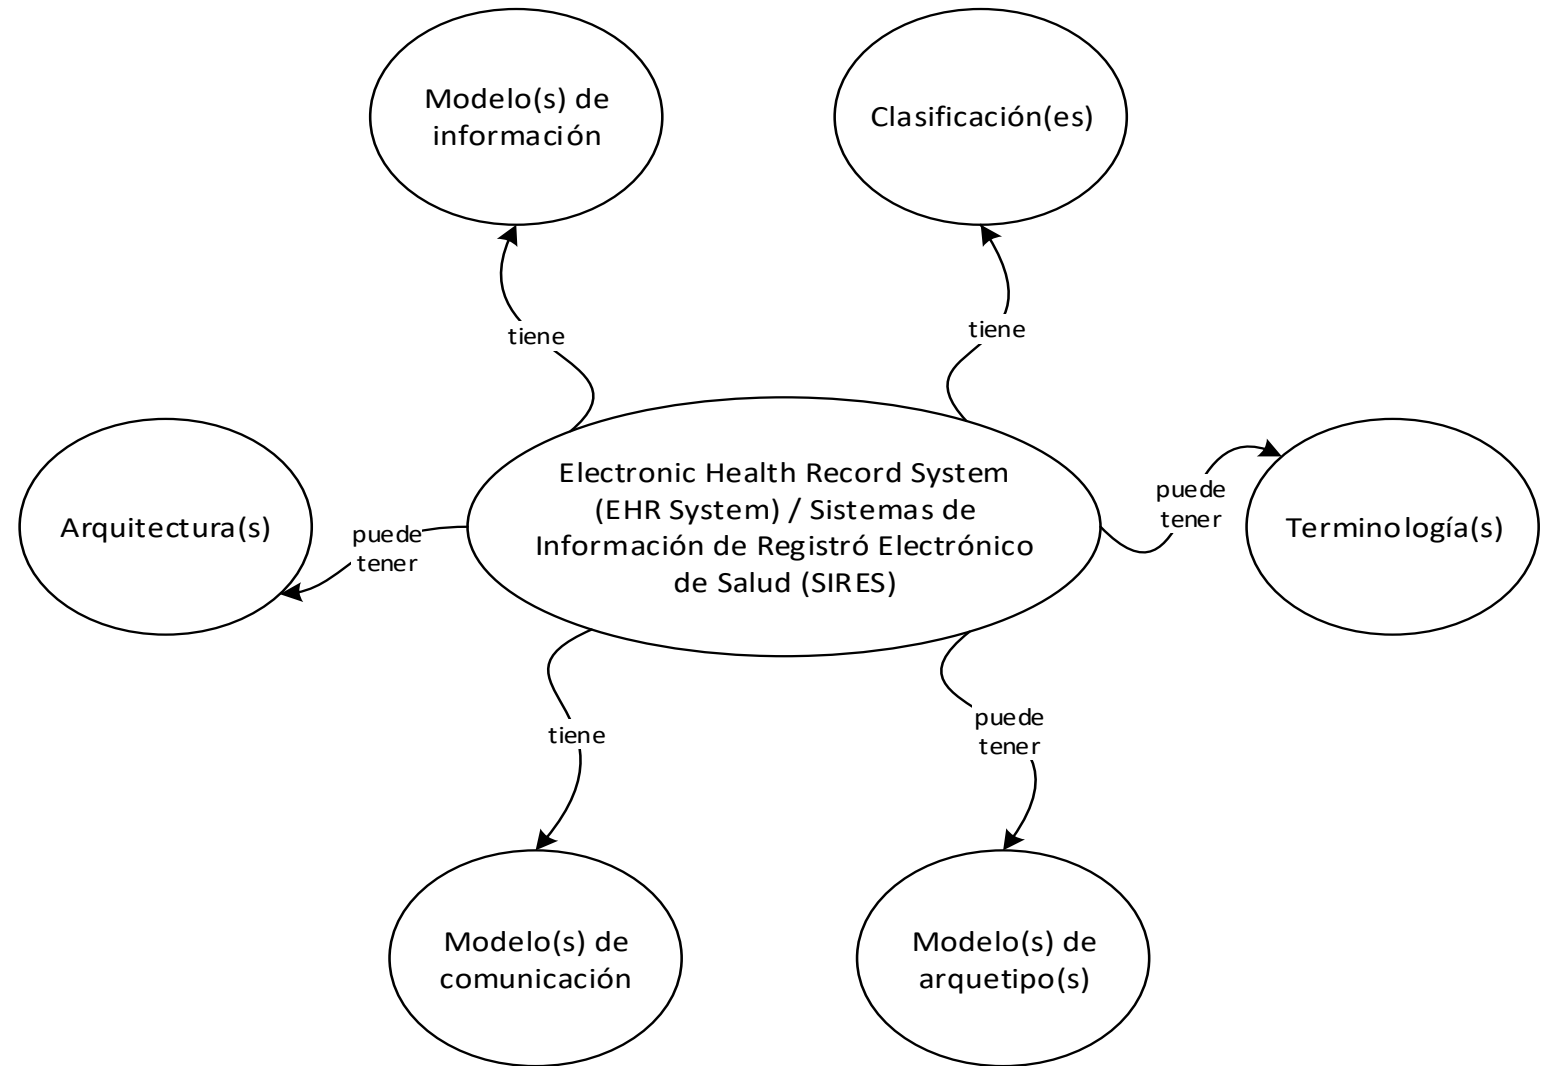 Modelo(s) de
información
Clasificación(es)
tiene
tiene
Electronic Health Record System
(EHR System) / Sistemas de
Información de Registró Electrónico
de Salud (SIRES)
Arquitectura(s)
puede
tener
puede
tener
Terminología(s)
tiene
puede
tener
Modelo(s) de
comunicación
Modelo(s) de
arquetipo(s)